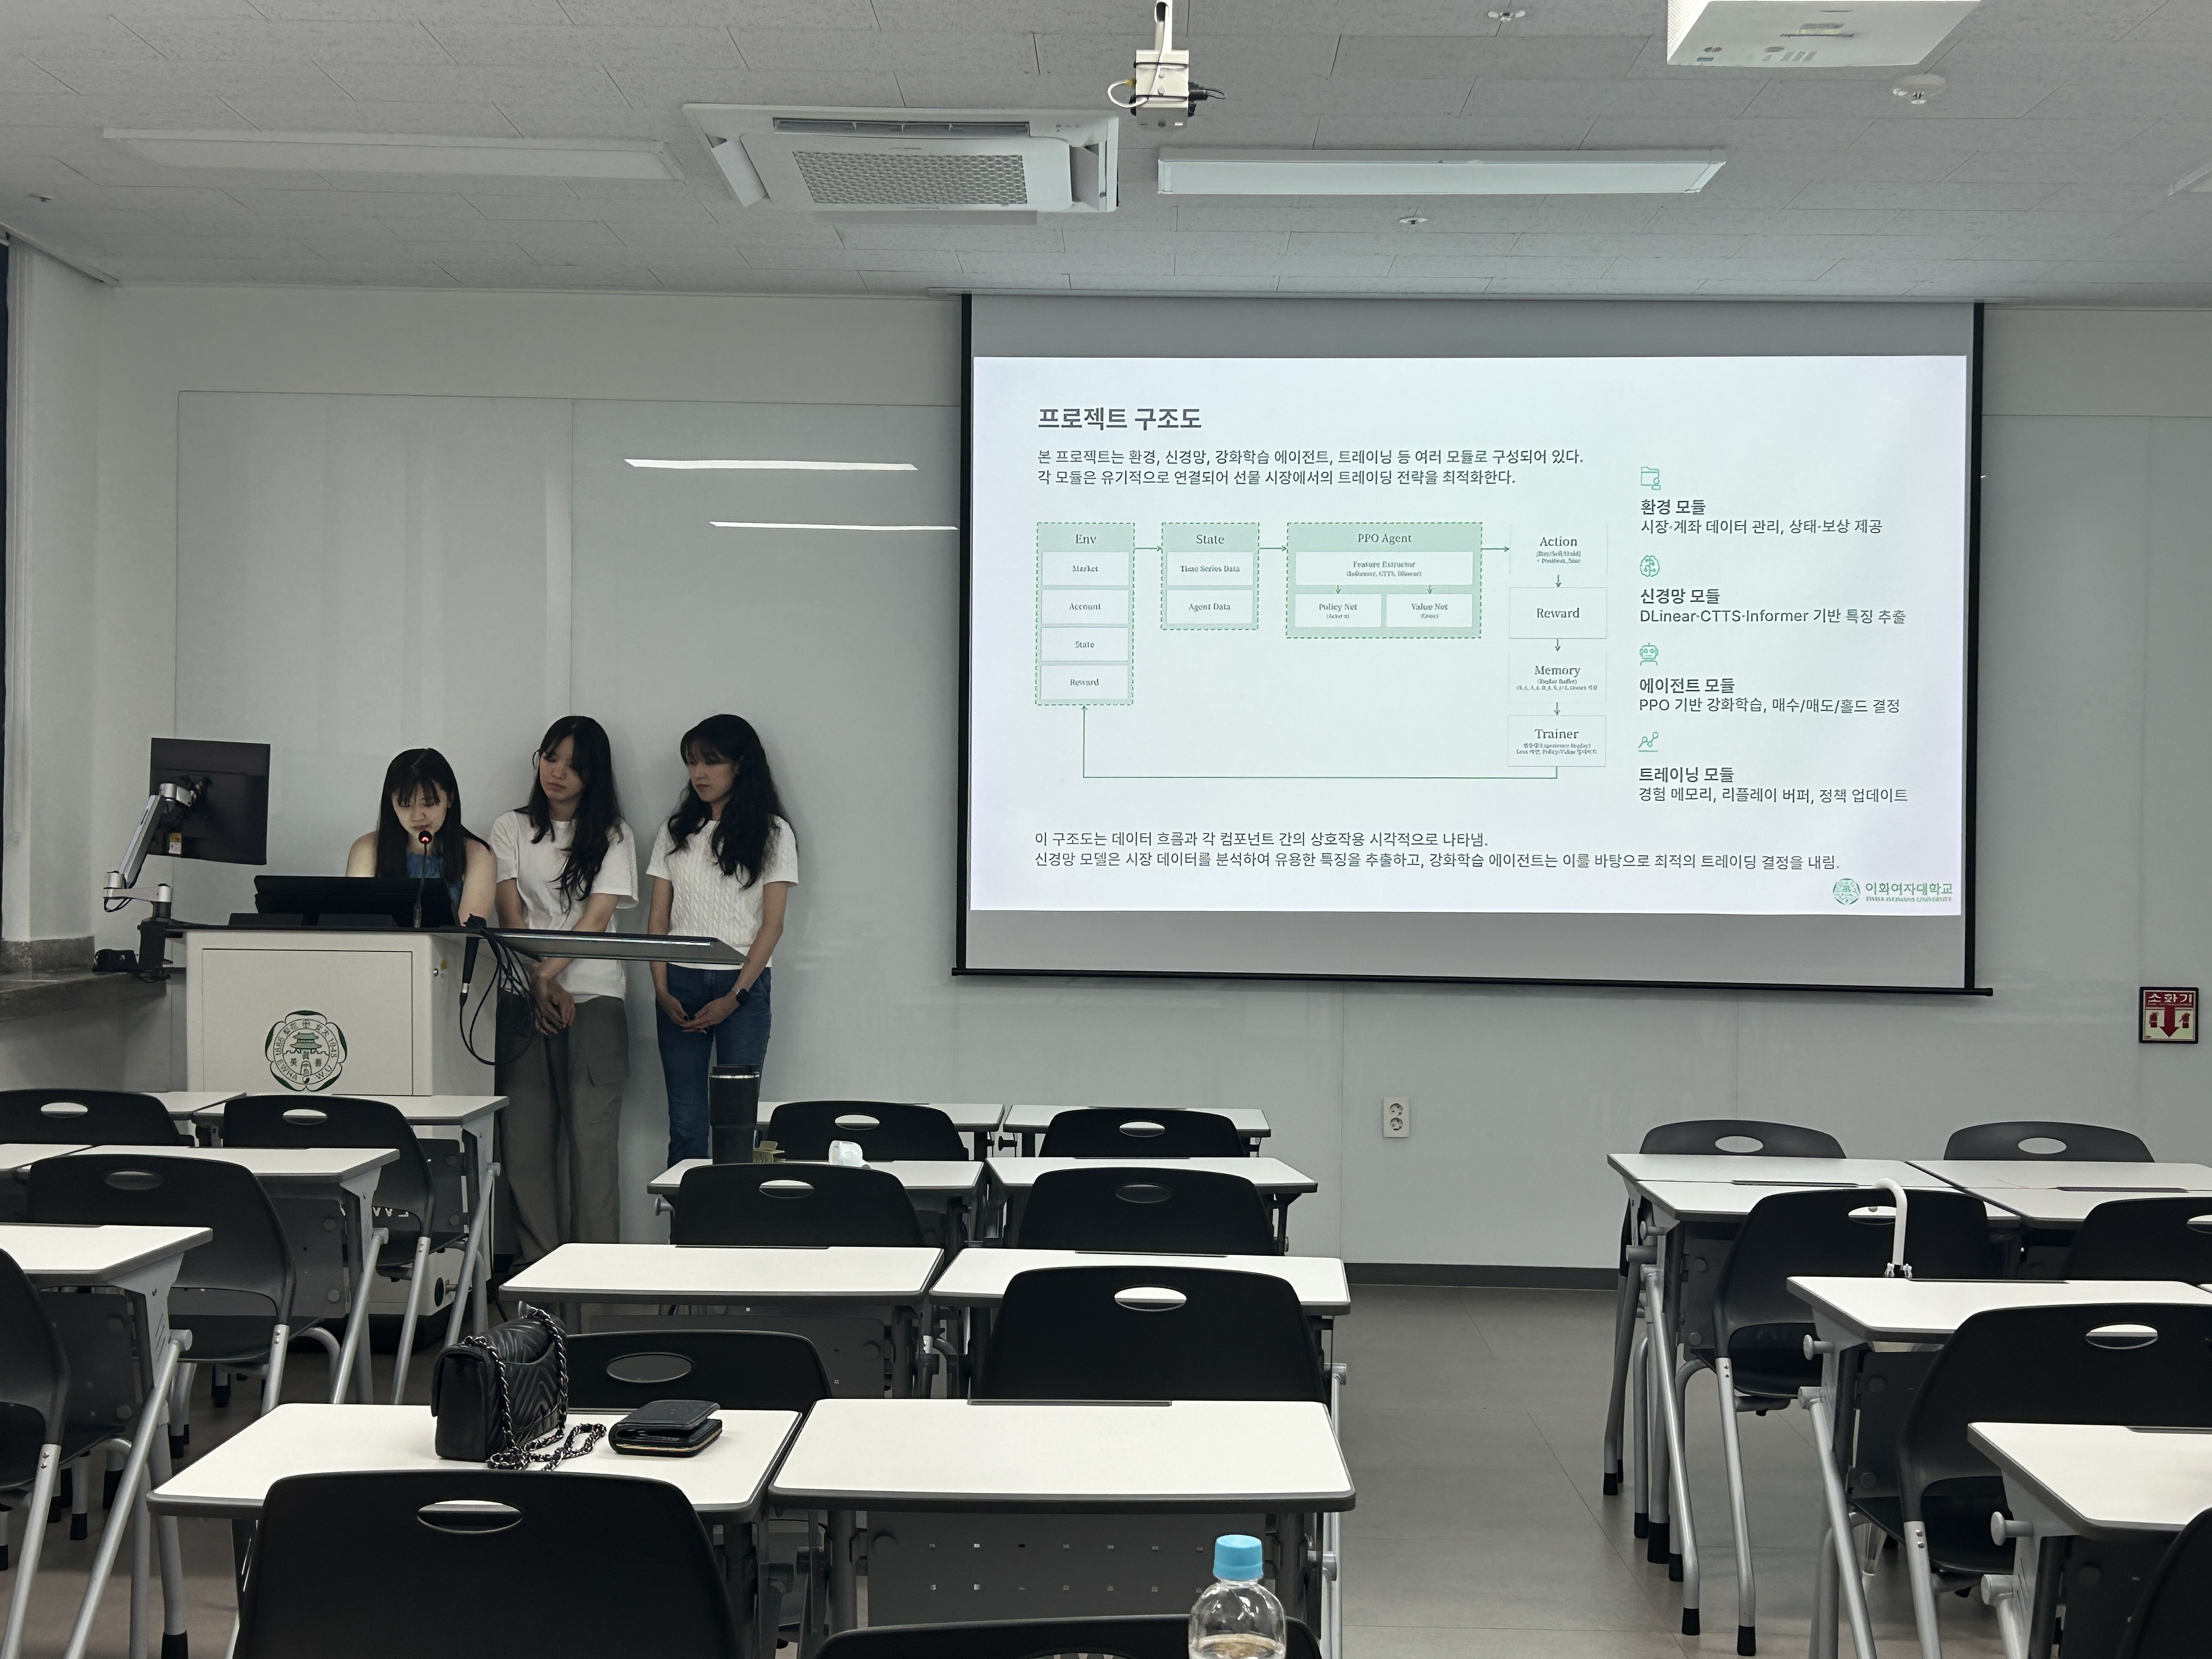 프로젝트 구조도
본 프로젝트는 환경, 신경망, 강화학습 에이전트, 트레이닝 등 여러 모듈로 구성되어 있다.
각 모듈은 유기적으로 연결되어 선물 시장에서의 트레이딩 전략을 최적화한다.
Env
Market
Account
State
Reward
State
Time Series Data
Agent Data
PPO Agent
Feature Extractor
(Informer, CTTS, DLinear)
Policy Net
Value Net
Action
(Buy/Sell/Hold)
+ Position_Size
Reward
Memory
Trainer
환경 모듈
시장·계좌 데이터 관리, 상태·보상 제공
신경망 모듈
DLinear·CTTS·Informer 기반 특징 추출
에이전트 모듈
PPO 기반 강화학습, 매수/매도/홀드 결정
트레이닝 모듈
경험 메모리, 리플레이 버퍼, 정책 업데이트
이 구조도는 데이터 흐름과 각 컴포넌트 간의 상호작용 시각적으로 나타냄.
신경망 모델은 시장 데이터를 분석하여 유용한 특징을 추출하고, 강화학습 에이전트는 이를 바탕으로 최적의 트레이딩 결정을 내림.
이화여자대학교
EWHA WOMANS UNIVERSITY
1886
EWHA W.U
소화기